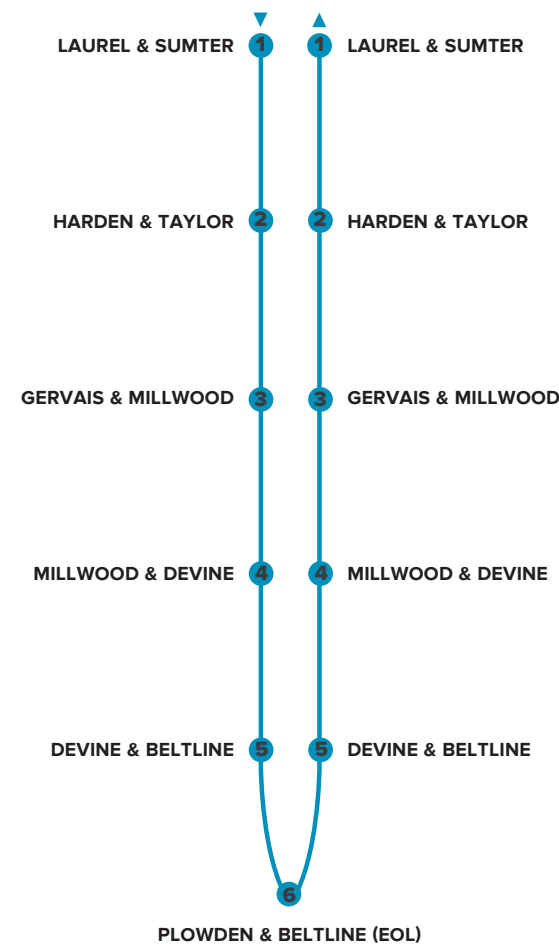 LAUREL & SUMTER 1 1 LAUREL & SUMTER
HARDEN & TAYLOR 2 2 HARDEN & TAYLOR
GERVAIS & MILLWOOD 3 3 GERVAIS & MILLWOOD
MILLWOOD & DEVINE 4 4 MILLWOOD & DEVINE
DEVINE & BELTLINE 5 5 DEVINE & BELTLINE
6
PLOWDEN & BELTLINE (EOL)